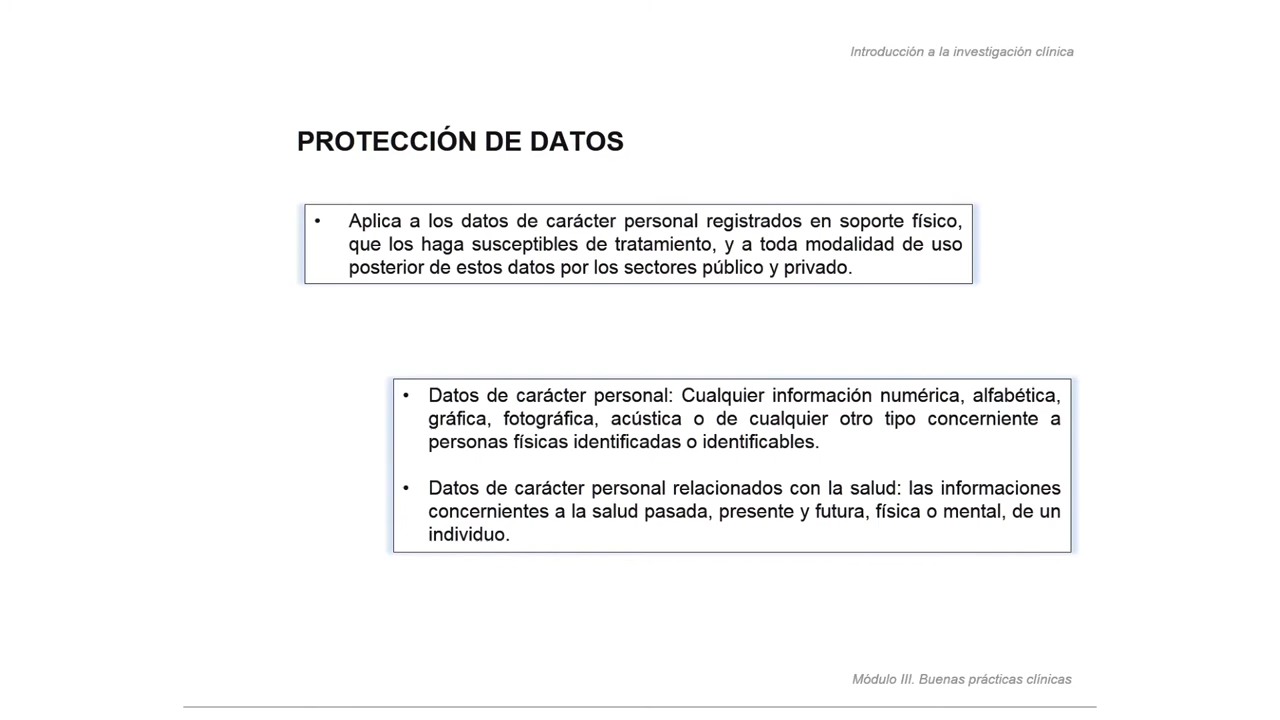 Introducción a la investigación clínica
PROTECCIÓN DE DATOS
• Aplica a los datos de carácter personal registrados en soporte físico,
que los haga susceptibles de tratamiento, y a toda modalidad de uso
posterior de estos datos por los sectores público y privado.
• Datos de carácter personal: Cualquier información numérica, alfabética,
gráfica, fotográfica, acústica o de cualquier otro tipo concerniente a
personas físicas identificadas o identificables.
• Datos de carácter personal relacionados con la salud: las informaciones
concernientes a la salud pasada, presente y futura, física o mental, de un
individuo.
Módulo III. Buenas prácticas clínicas